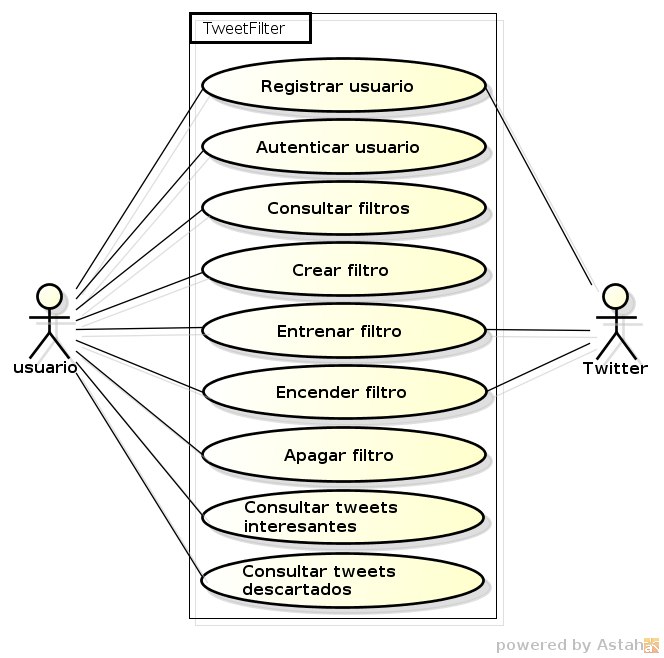 TweetFilter
Registrar usuario
Autenticar usuario
Consultar filtros
Crear filtro
Entrenar filtro
Encender filtro
Apagar filtro
Consultar tweets
interesantes
Consultar tweets
descartados
usuario
Twitter
powered by Astah